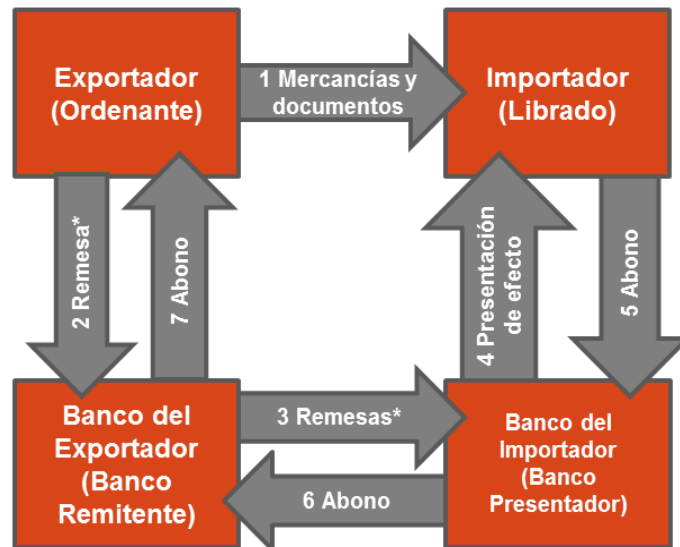 Exportador
(Ordenante)
1 Mercancías y
documentos
Importador
(Librado)
2 Remesa*
7 Abono
4 Presentación
de efecto
5 Abono
Banco del
Exportador
(Banco
Remitente)
3 Remesas*
6 Abono
Banco del
Importador
(Banco
Presentador)